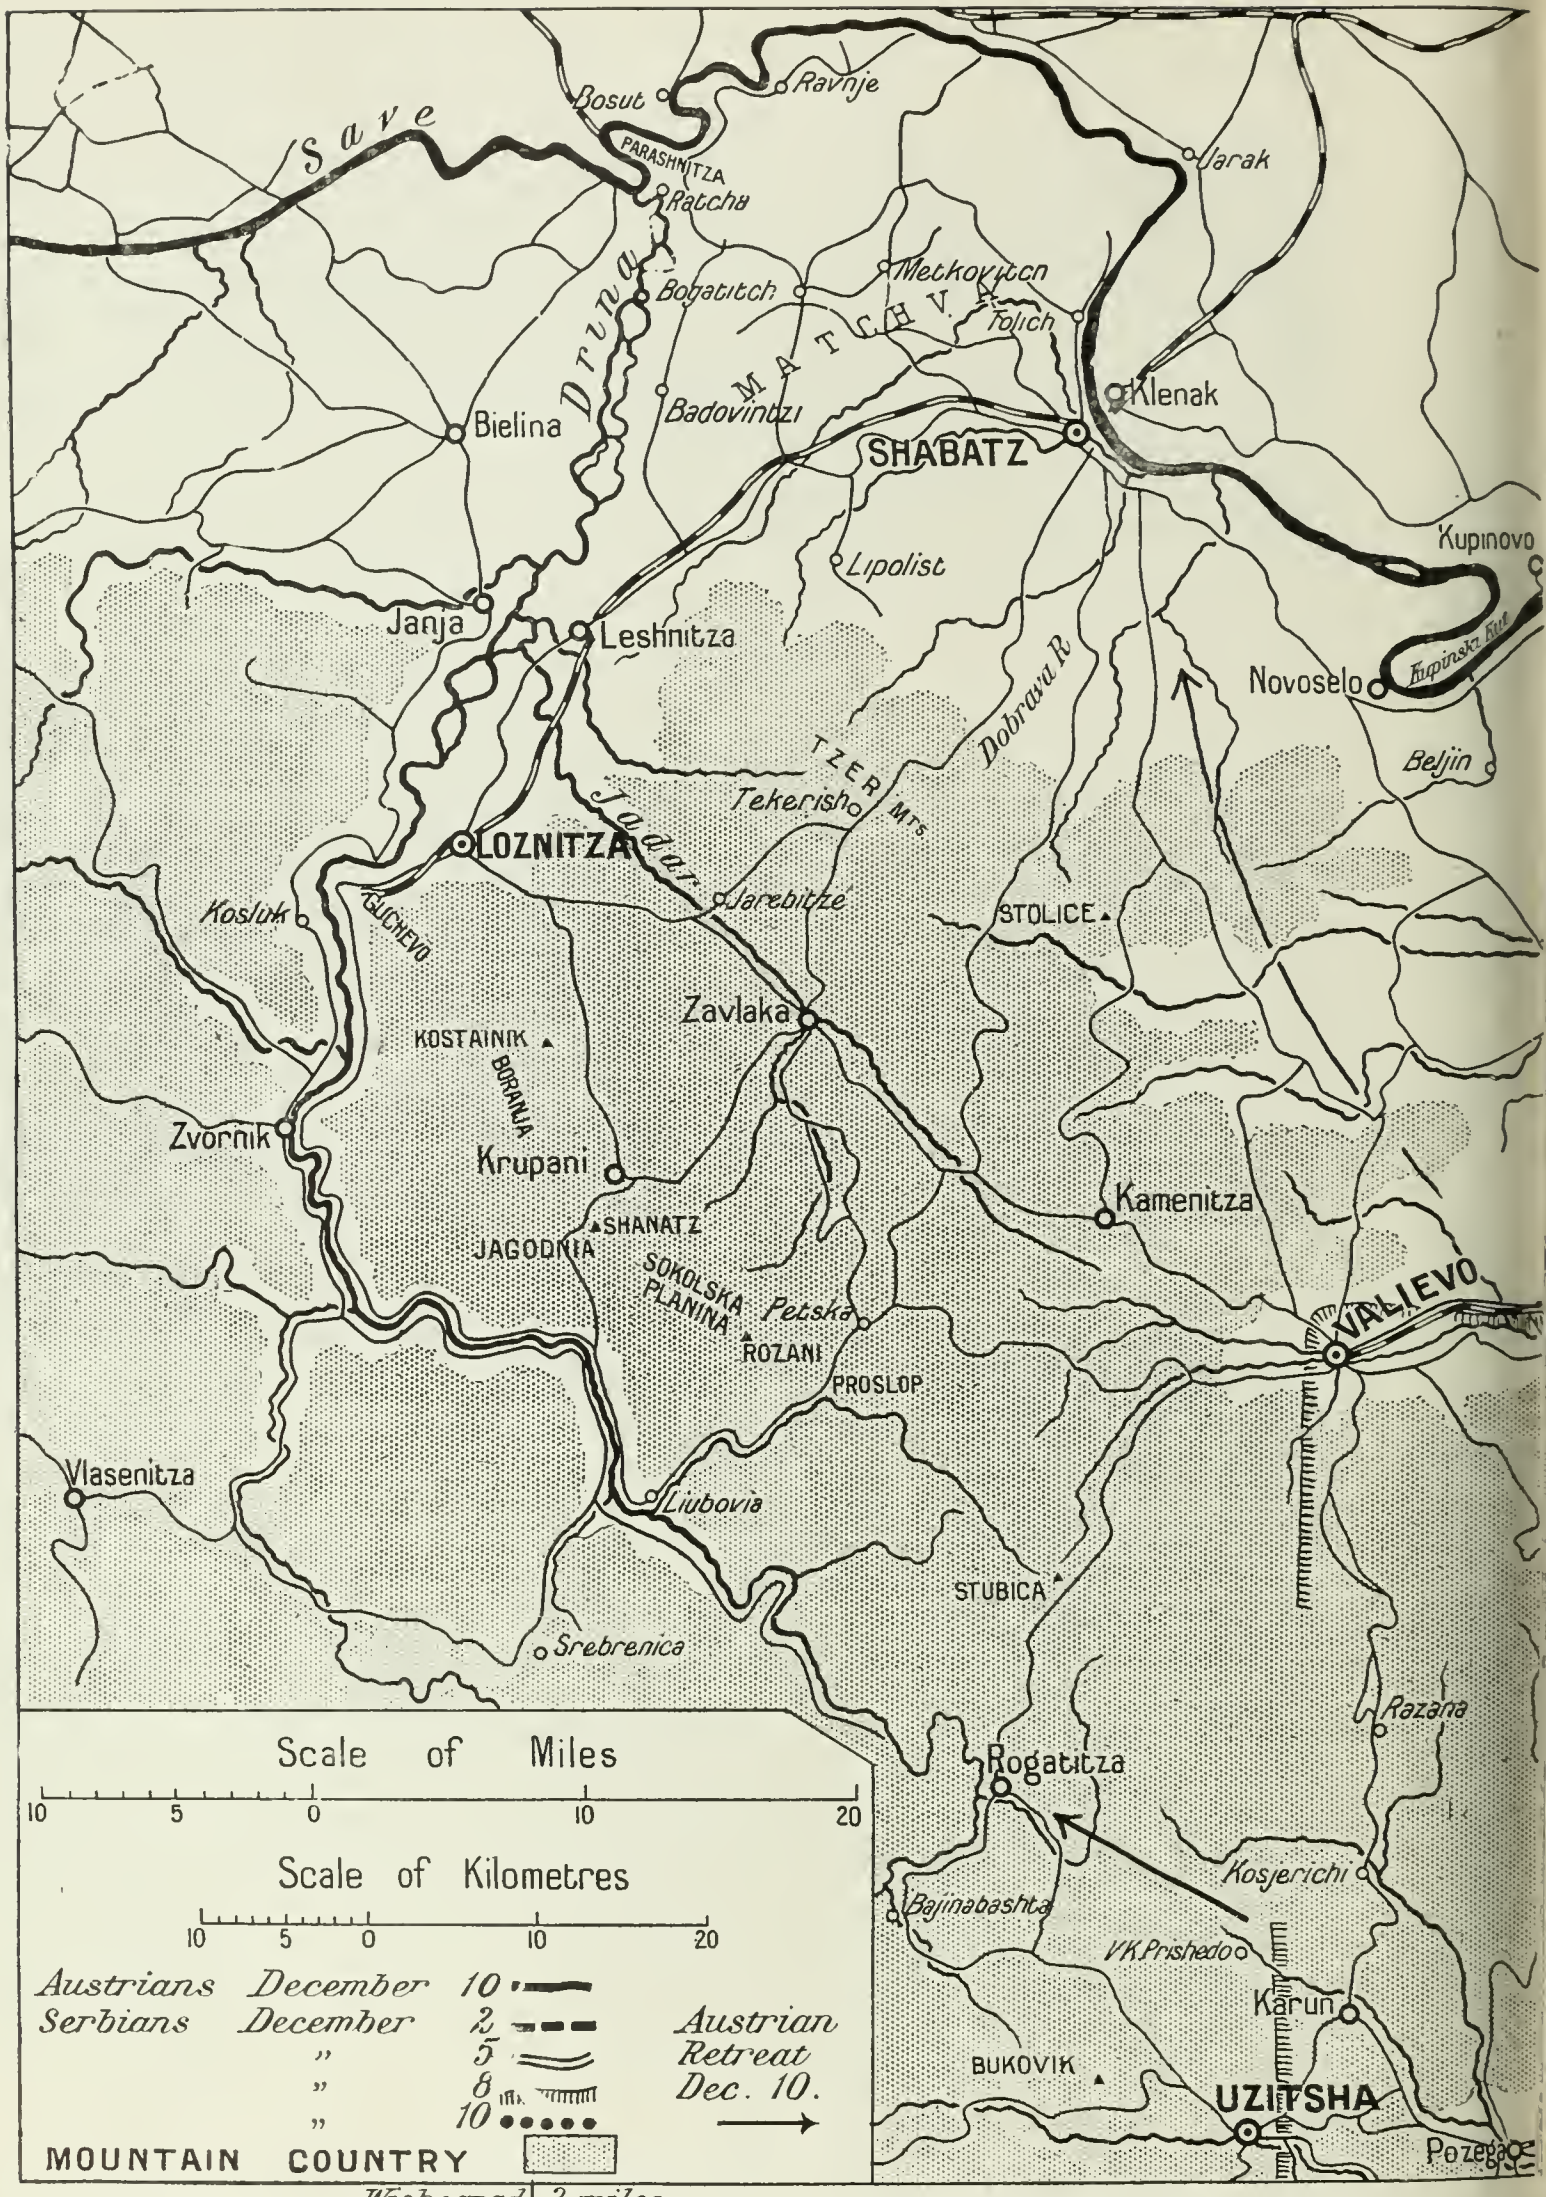 Save
Bosut
Ravnje
PARASHNITZA
Ratcha
Jarak
Drina
Bogatitch
Metkovitch
MATCHVA
Folich
Klenak
Bielina
Badovintzi
SHABATZ
Kupinovo
Lipolist
Janja
Leshnitza
Dobrava R
Novoselo
Kupinski Kut
Beljin
TZER Mts
Tekerish
Jadar
LOZNITZA
Jarebitze
Kosluk
GUCHEVO
STOLICE
Zavlaka
KOSTAINIK
BORANJA
Zvornik
Krupani
Kamenitza
SHANATZ
JAGODNIA
SOKOLSKA
PLANINA
Petska
ROZANI
VALIEVO
PROSLOP
Vlasenitza
Liubovia
STUBICA
Srebrenica
Razana
Rogatitza
Kosjerichi
Bajinabashta
VK.Prishedo
Karun
BUKOVIK
UZITSHA
Pozega
Scale of Miles
10 5 0 10 20
Scale of Kilometres
10 5 0 10 20
Austrians December 10
Serbians December 2 Austrian
" 5 Retreat
" 8 Dec. 10.
" 10
MOUNTAIN COUNTRY